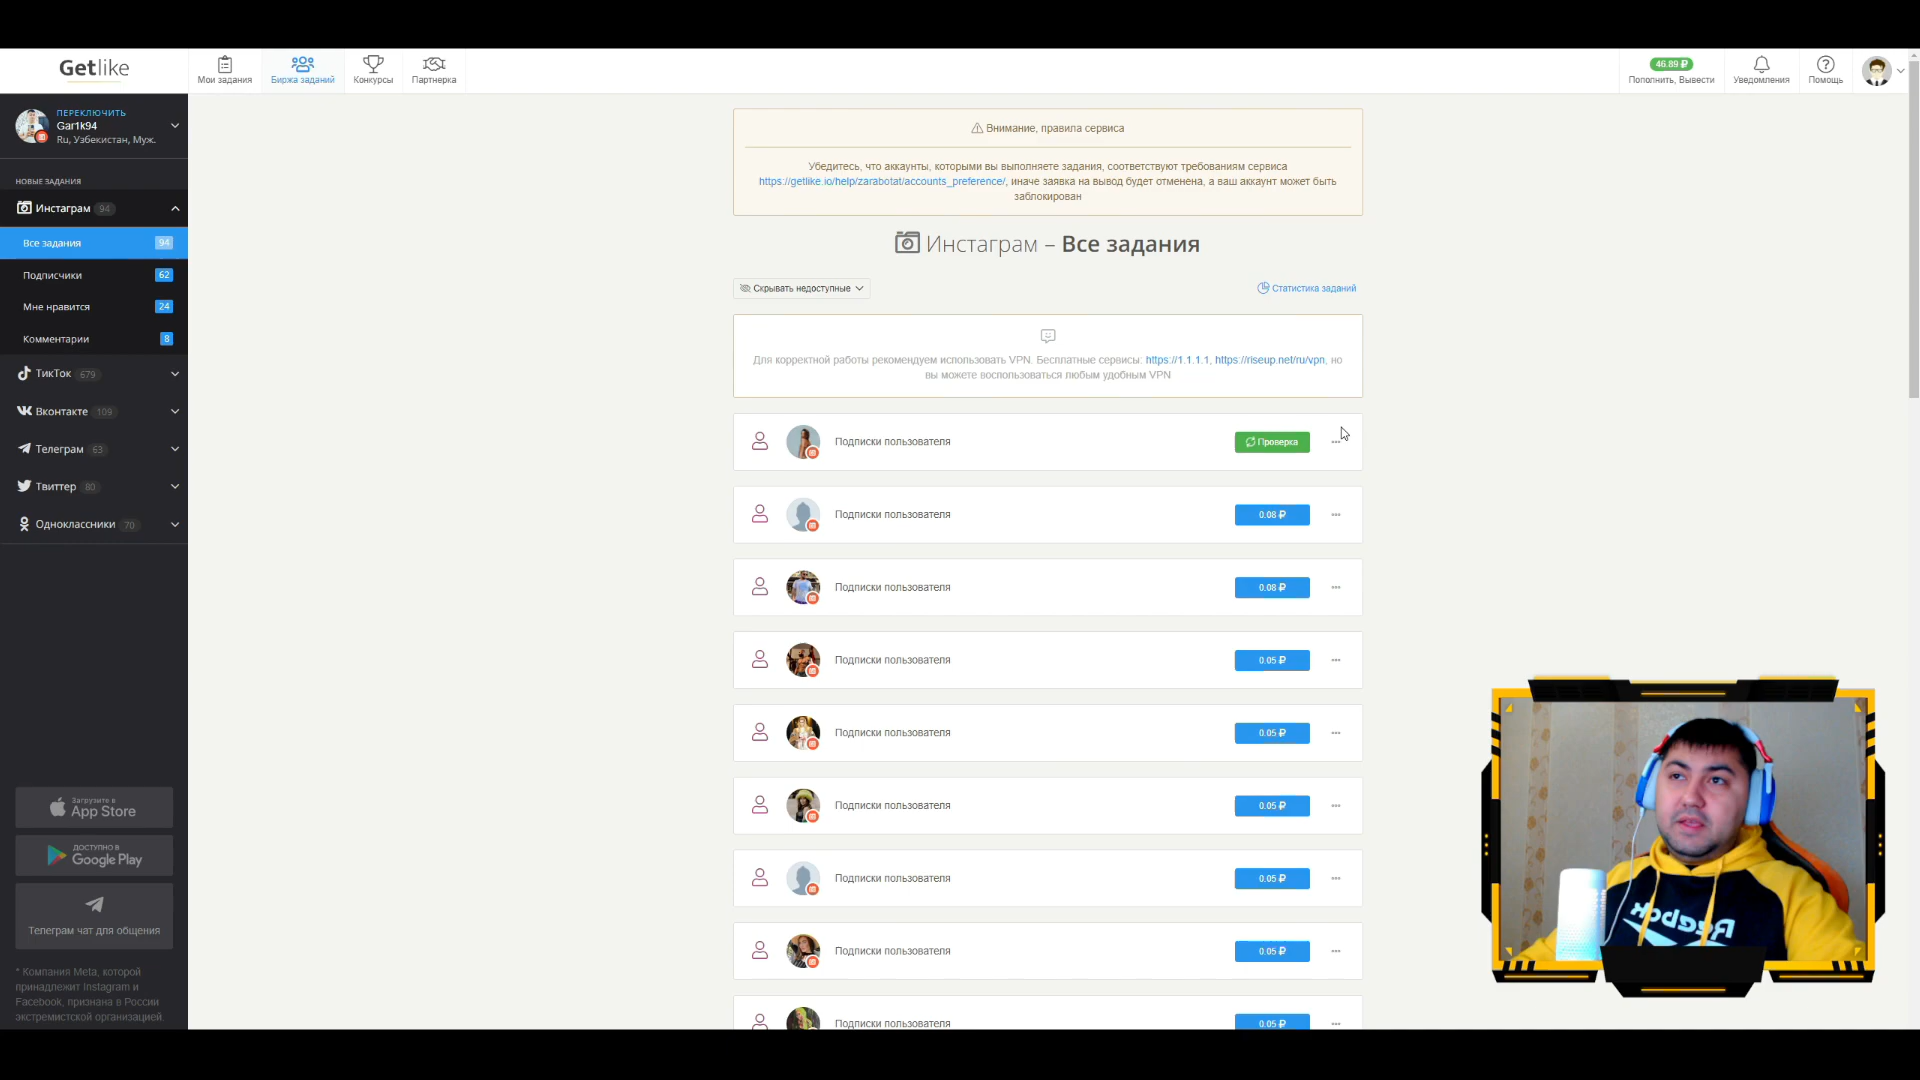 Getlike
Мои задания
Биржа заданий
Конкурсы
Партнерка
46.89 ₽
Пополнить, Вывести
Уведомления
Помощь
ПЕРЕКЛЮЧИТЬ
Gar1k94
Ru, Узбекистан, Муж.
НОВЫЕ ЗАДАНИЯ
Инстаграм 94
Все задания 94
Подписчики 62
Мне нравится 24
Комментарии 8
ТикТок 679
Вконтакте 109
Телеграм 63
Твиттер 80
Одноклассники 70
Загрузите в
App Store
ДОСТУПНО В
Google Play
Телеграм чат для общения
* Компания Meta, которой
принадлежит Instagram и
Facebook, признана в России
экстремистской организацией.
Внимание, правила сервиса
Убедитесь, что аккаунты, которыми вы выполняете задания, соответствуют требованиям сервиса
https://getlike.io/help/zarabotat/accounts_preference/, иначе заявка на вывод будет отменена, а ваш аккаунт может быть
заблокирован
Инстаграм – Все задания
Скрывать недоступные
Статистика заданий
Для корректной работы рекомендуем использовать VPN. Бесплатные сервисы: https://1.1.1.1, https://riseup.net/ru/vpn, но
вы можете воспользоваться любым удобным VPN
Подписки пользователя Проверка
Подписки пользователя 0.08 ₽
Подписки пользователя 0.08 ₽
Подписки пользователя 0.05 ₽
Подписки пользователя 0.05 ₽
Подписки пользователя 0.05 ₽
Подписки пользователя 0.05 ₽
Подписки пользователя 0.05 ₽
Подписки пользователя 0.05 ₽
Reebok